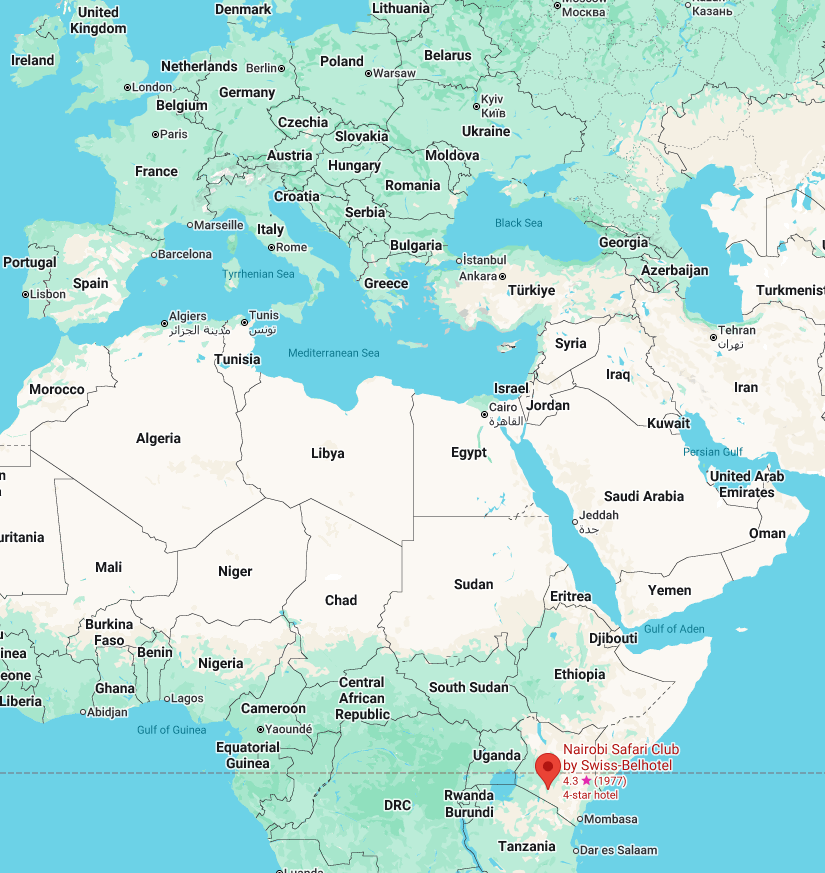 Denmark
Lithuania
Москва
Казань
United
Kingdom
Ireland
Netherlands
Berlin
Poland
Warsaw
Belarus
London
Belgium
Germany
Kyiv
Київ
Ukraine
Paris
Czechia
Slovakia
France
Austria
Hungary
Moldova
Croatia
Romania
Serbia
Marseille
Italy
Rome
Black Sea
Georgia
Bulgaria
Barcelona
Portugal
Spain
Lisbon
Tyrrhenian Sea
Greece
İstanbul
Ankara
Türkiye
Azerbaijan
Turkmenist
Algiers
مدينة الجزائر
Tunis
تونس
Tunisia
Mediterranean Sea
Syria
Tehran
تهران
Iraq
Iran
Morocco
Israel
Jordan
Cairo
القاهرة
Kuwait
Algeria
Libya
Egypt
Persian Gulf
United Arab
Emirates
Saudi Arabia
Jeddah
جدة
Oman
uritania
Mali
Niger
Chad
Sudan
Eritrea
Yemen
Gulf of Aden
Djibouti
Burkina
Faso
Benin
Nigeria
inea
eone
Liberia
Ghana
Abidjan
Lagos
Gulf of Guinea
Cameroon
Yaoundé
Central
African
Republic
South Sudan
Ethiopia
Equatorial
Guinea
Uganda
Nairobi Safari Club
by Swiss-Belhotel
4.3 ★ (1977)
4-star hotel
DRC
Rwanda
Burundi
Mombasa
Tanzania
Dar es Salaam